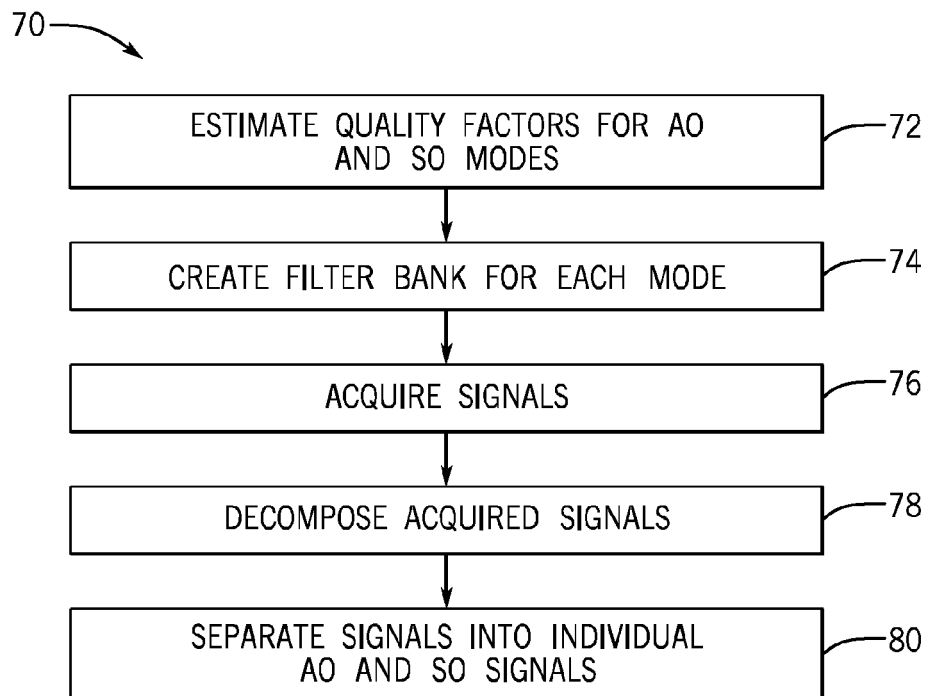 70
ESTIMATE QUALITY FACTORS FOR AO
AND SO MODES
72
CREATE FILTER BANK FOR EACH MODE
74
ACQUIRE SIGNALS
76
DECOMPOSE ACQUIRED SIGNALS
78
SEPARATE SIGNALS INTO INDIVIDUAL
AO AND SO SIGNALS
80